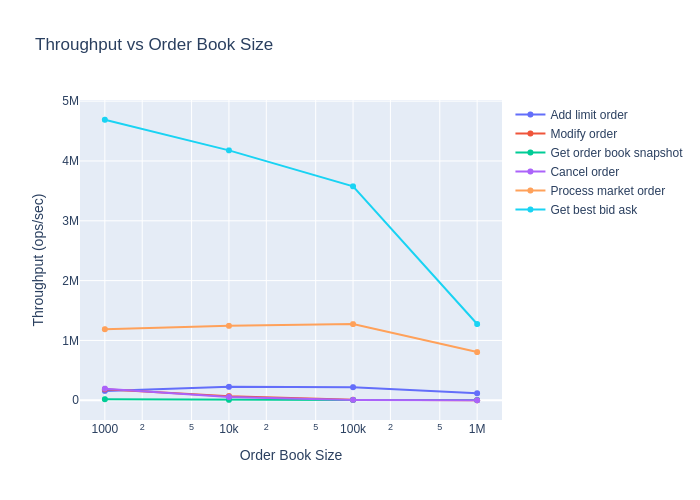 Throughput vs Order Book Size
5M
4M
3M
2M
1M
0
Throughput (ops/sec)
1000 2 5 10k 2 5 100k 2 5 1M
Order Book Size
Add limit order
Modify order
Get order book snapshot
Cancel order
Process market order
Get best bid ask